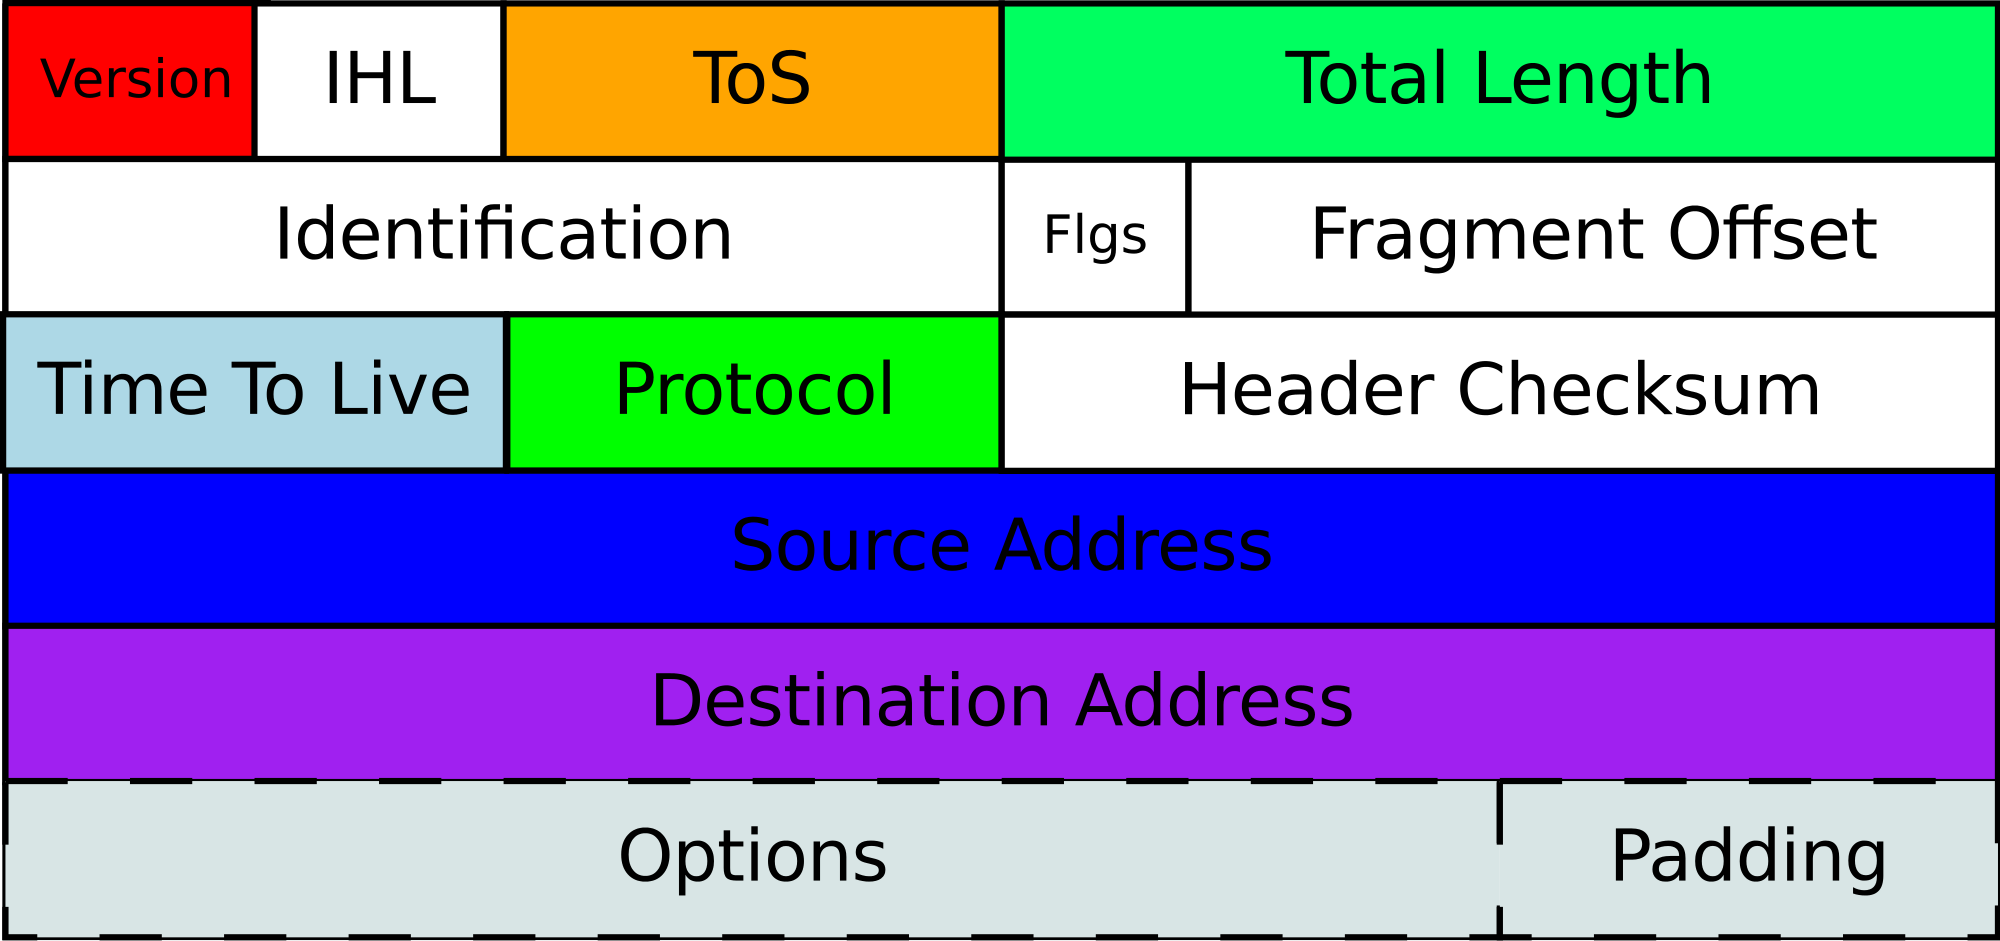 Version IHL ToS Total Length
Identification Flgs Fragment Offset
Time To Live Protocol Header Checksum
Source Address
Destination Address
Options Padding